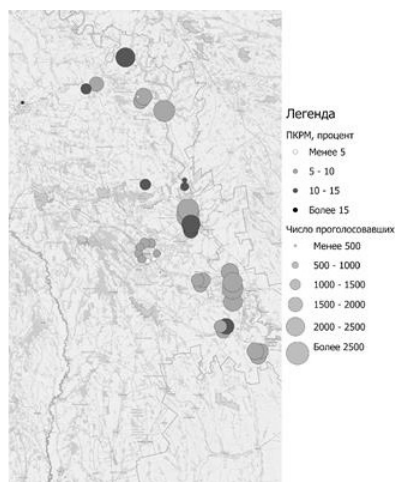 Легенда
ПКРМ, процент
Менее 5
5 - 10
10 - 15
Более 15
Число проголосовавших
Менее 500
500 - 1000
1000 - 1500
1500 - 2000
2000 - 2500
Более 2500